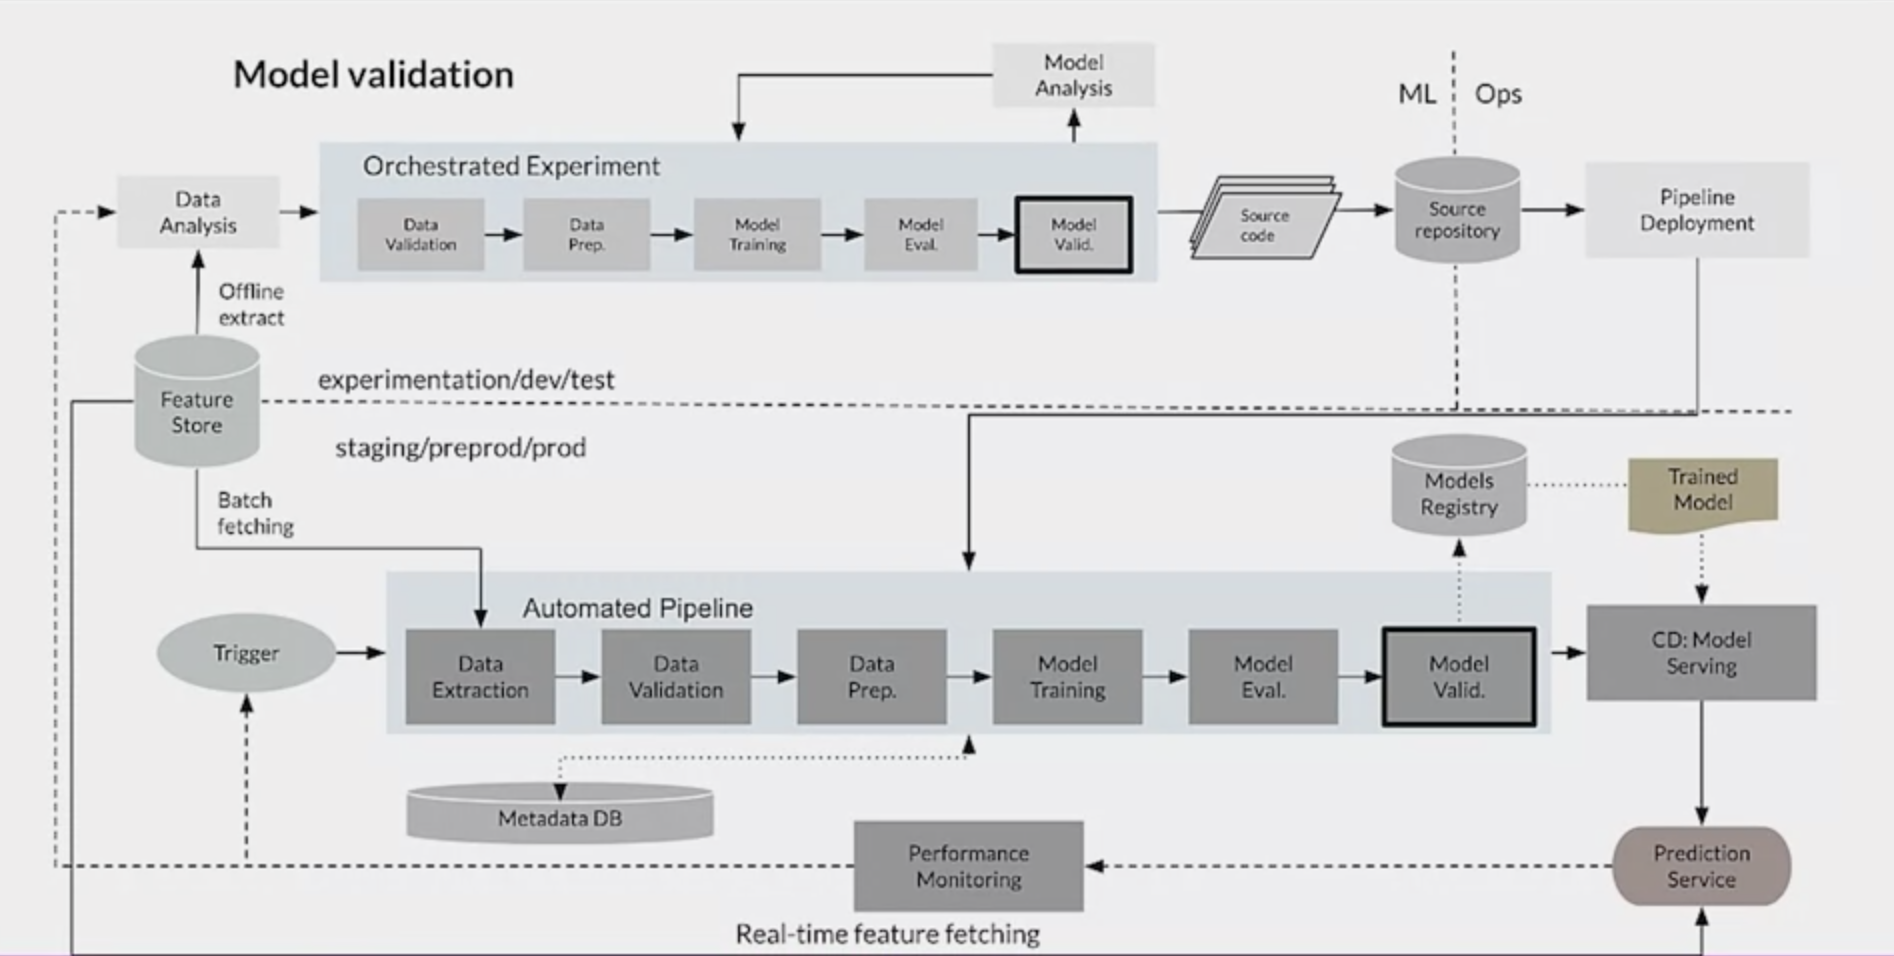 Model validation
Model
Analysis
ML
Ops
Orchestrated Experiment
Data
Analysis
Data
Validation
Data
Prep.
Model
Training
Model
Eval.
Model
Valid.
Source
code
Source
repository
Pipeline
Deployment
Offline
extract
experimentation/dev/test
Feature
Store
staging/preprod/prod
Models
Registry
Trained
Model
Batch
fetching
Automated Pipeline
Trigger
Data
Extraction
Data
Validation
Data
Prep.
Model
Training
Model
Eval.
Model
Valid.
CD: Model
Serving
Metadata DB
Performance
Monitoring
Prediction
Service
Real-time feature fetching